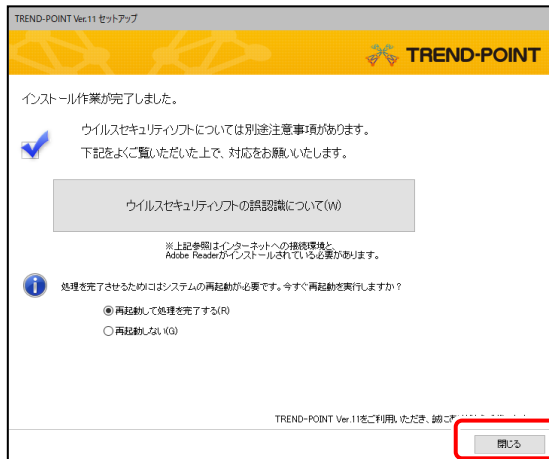 TREND-POINT Ver.11 セットアップ
TREND-POINT
インストール作業が完了しました。
ウイルスセキュリティソフトについては別途注意事項があります。
下記をよくご覧いただいた上で、対応をお願いいたします。
ウイルスセキュリティソフトの誤認識について(W)
※上記参照はインターネットへの接続環境と、
Adobe Readerがインストールされている必要があります。
処理を完了させるためにはシステムの再起動が必要です。今すぐ再起動を実行しますか？
再起動して処理を完了する(R)
再起動しない(G)
TREND-POINT Ver.11をご利用いただき、誠に
閉じる